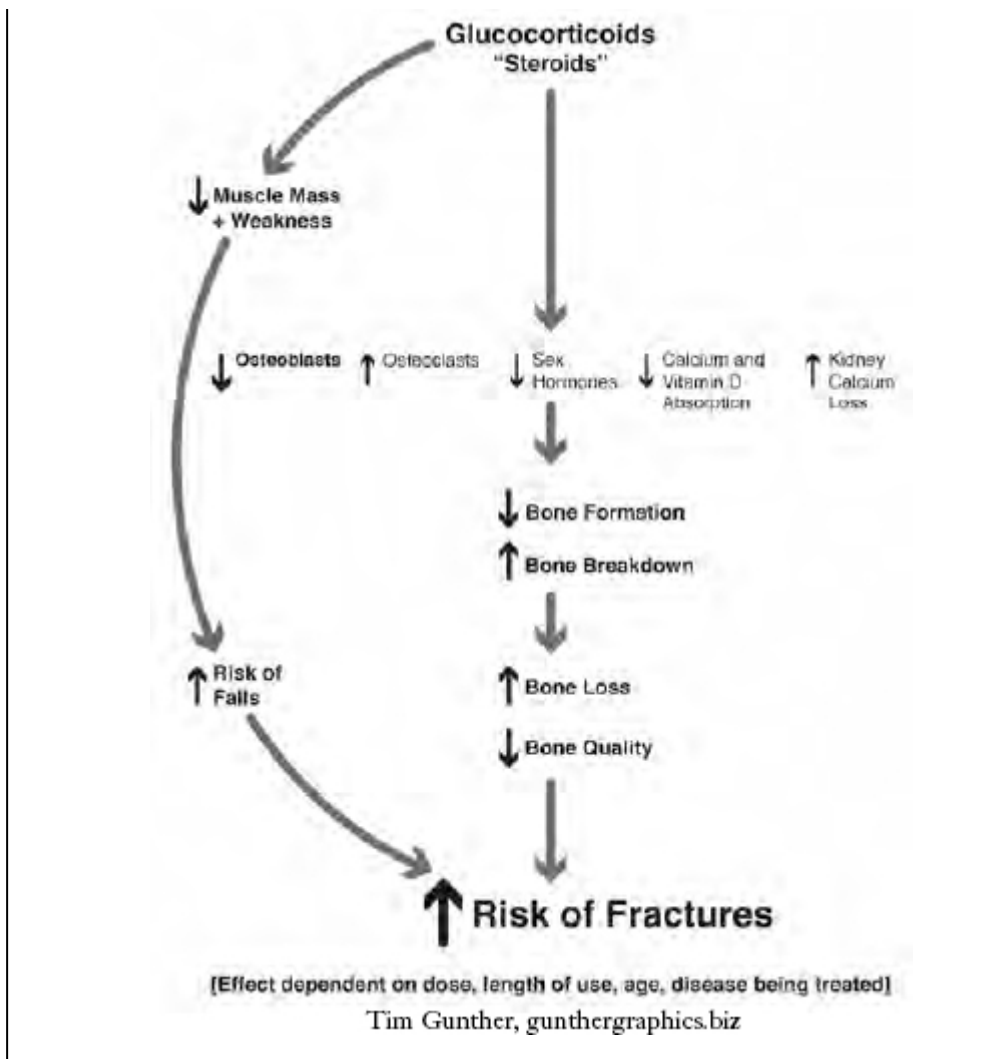 Glucocorticoids
“Steroids”
↓ Muscle Mass
+ Weakness
↓ Osteoblasts ↑ Osteoclasts ↓ Sex Hormones ↓ Calcium and Vitamin D Absorption ↑ Kidney Calcium Loss
↓ Bone Formation
↑ Bone Breakdown
↑ Risk of
Falls
↑ Bone Loss
↓ Bone Quality
↑ Risk of Fractures
[Effect dependent on dose, length of use, age, disease being treated]
Tim Gunther, gunthergraphics.biz